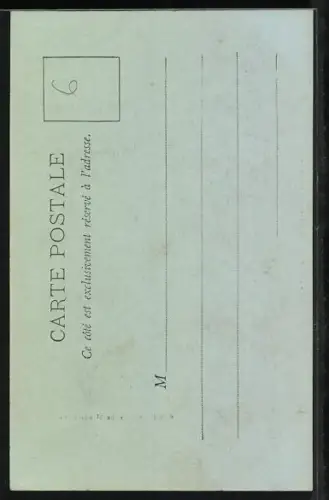 6
CARTE POSTALE
Ce côté est exclusivement réservé à l'adresse.
M